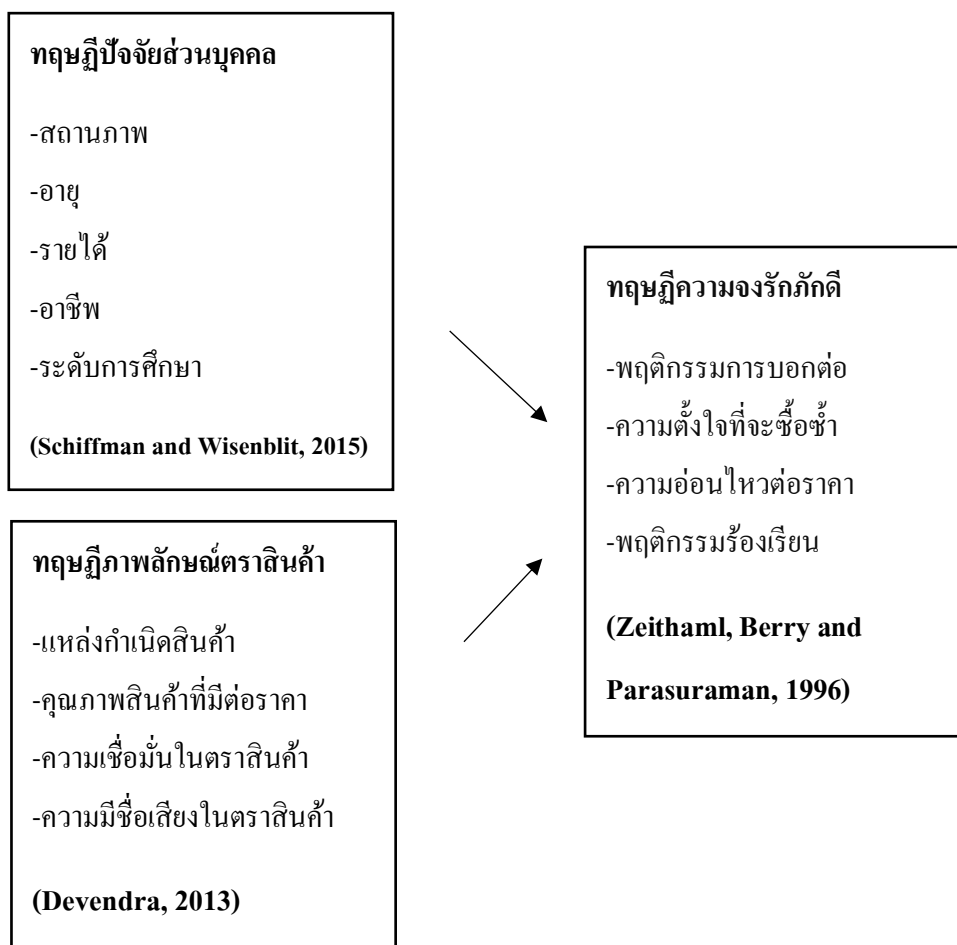 ทฤษฎีปัจจัยส่วนบุคคล
-สถานภาพ
-อายุ
-รายได้
-อาชีพ
-ระดับการศึกษา
(Schiffman and Wisenblit, 2015)
ทฤษฎีภาพลักษณ์ตราสินค้า
-แหล่งกำเนิดสินค้า
-คุณภาพสินค้าที่มีต่อราคา
-ความเชื่อมั่นในตราสินค้า
-ความมีชื่อเสียงในตราสินค้า
(Devendra, 2013)
ทฤษฎีความจงรักภักดี
-พฤติกรรมการบอกต่อ
-ความตั้งใจที่จะซื้อซ้ำ
-ความอ่อนไหวต่อราคา
-พฤติกรรมร้องเรียน
(Zeithaml, Berry and
Parasuraman, 1996)